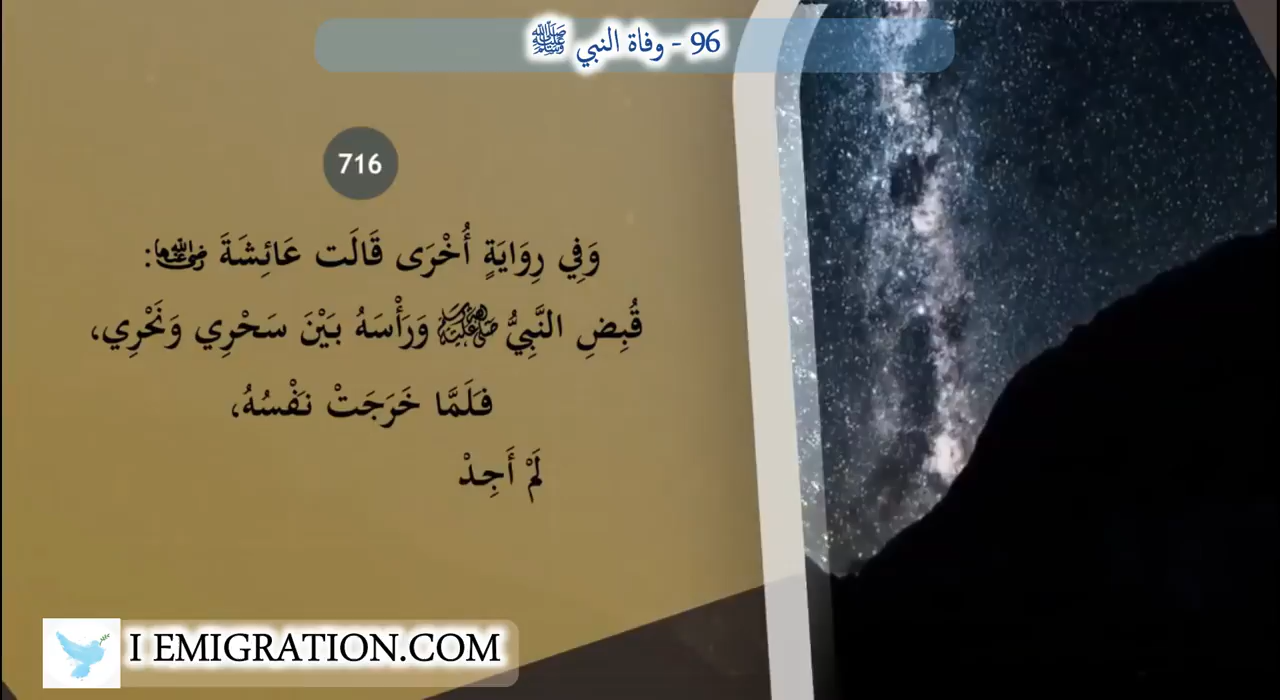 96 - وفاة النبي ﷺ
716
وَفِي رِوَايَةٍ أُخْرَى قَالَت عَائِشَةَ رضي الله عنها:
قُبِضِ النَّبِيُّ ﷺ وَرَأْسَهُ بَيْنَ سَحْرِي وَنَحْرِي،
فَلَمَّا خَرَجَتْ نَفْسُهُ،
لَمْ أَجِدْ
I EMIGRATION.COM